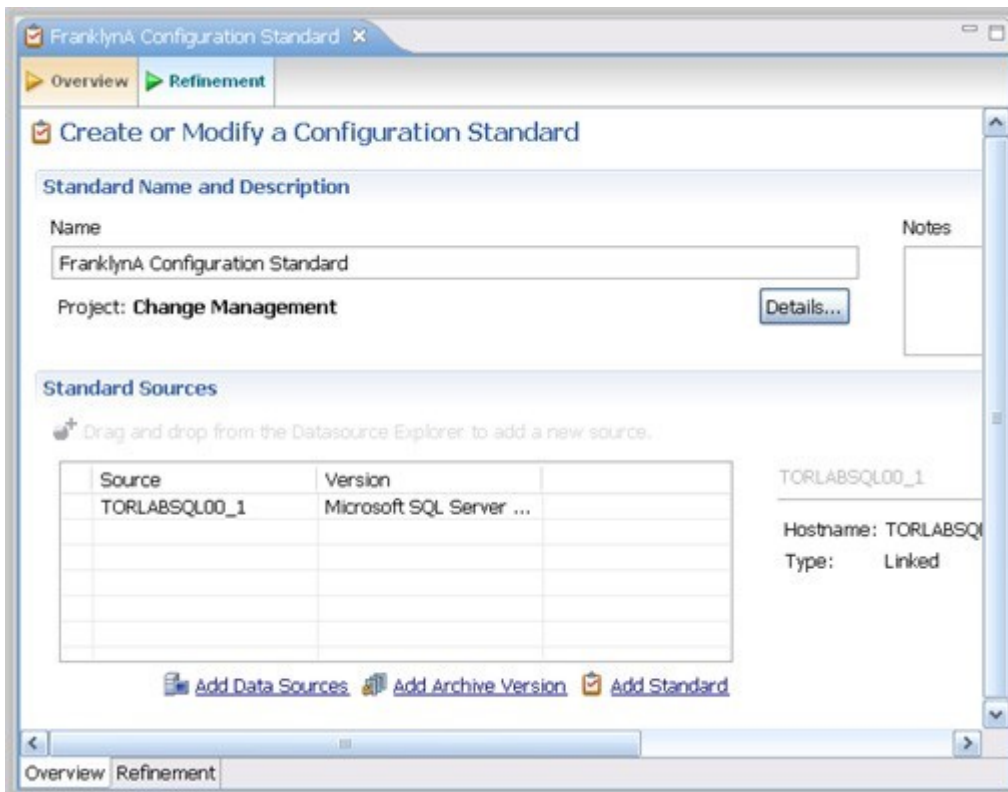 FranklynA Configuration Standard
Overview
Refinement
Create or Modify a Configuration Standard
Standard Name and Description
Name
Notes
FranklynA Configuration Standard
Project: Change Management
Details...
Standard Sources
Drag and drop from the Datasource Explorer to add a new source.
Source Version
TORLABSQL00_1 Microsoft SQL Server ...
TORLABSQL00_1
Hostname: TORLABSQL
Type: Linked
Add Data Sources Add Archive Version Add Standard
Overview Refinement